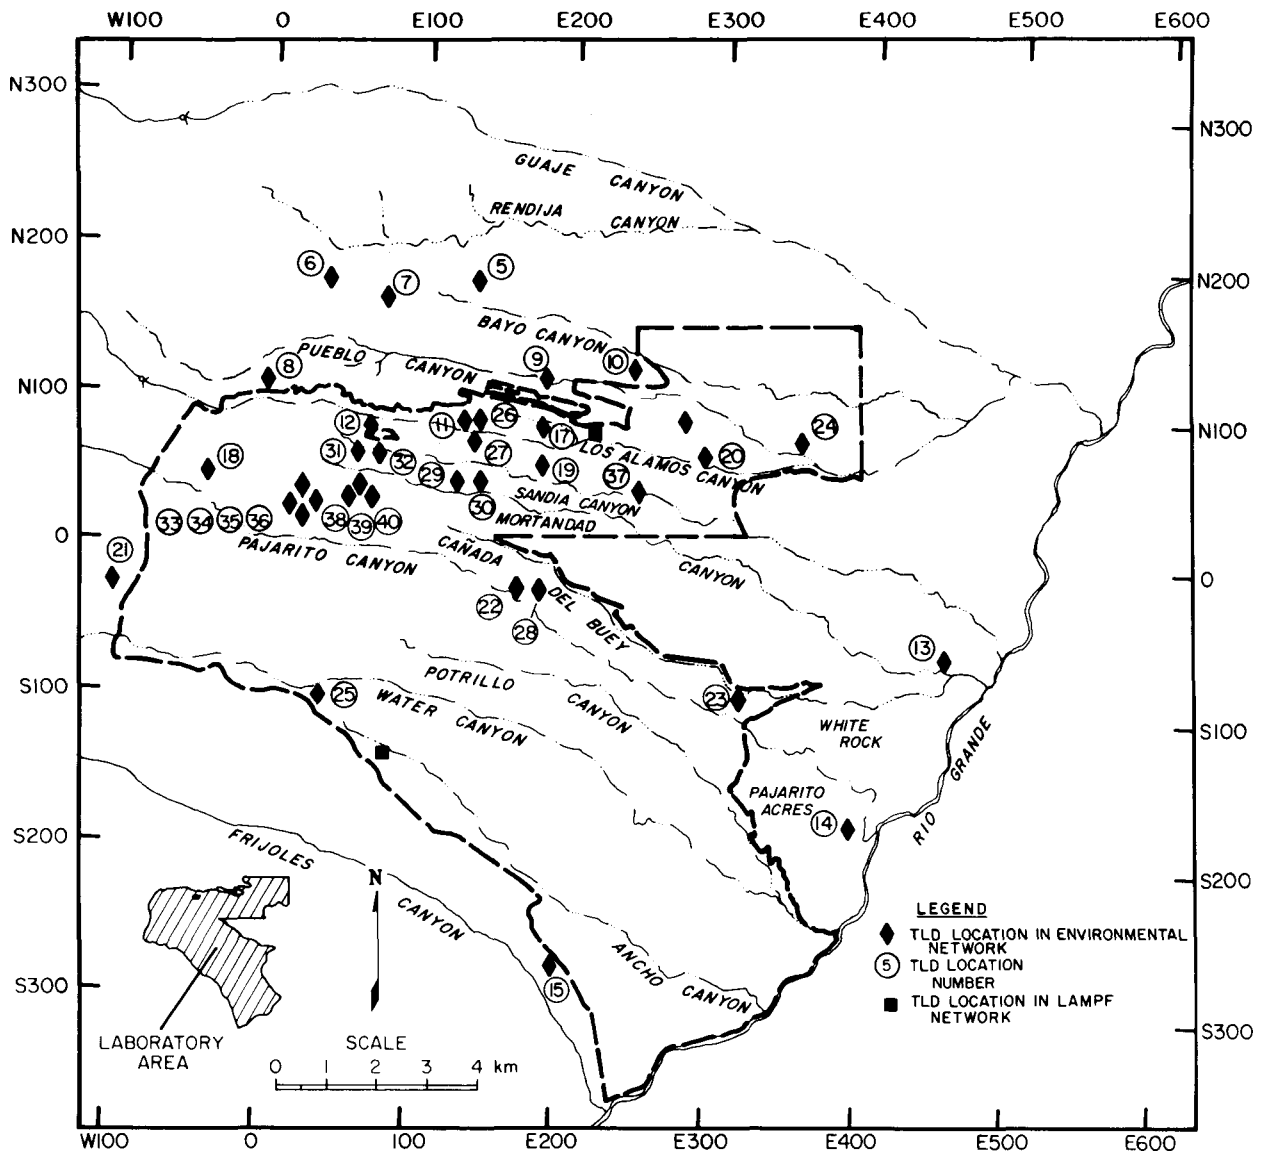 W100 0 E100 E200 E300 E400 E500 E600
N300
N300
GUAJE CANYON
RENDIJA CANYON
N200
6
5
7
N200
BAYO CANYON
PUEBLO CANYON
8
9
10
N100
12
11
26
17
24
N100
18
31
32
29
27
19
37
20
LOS ALAMOS CANYON
SANDIA CANYON
30
33 34 35 36 38 39 40
MORTANDAD
CANYON
0
21
PAJARITO CANYON
CAÑADA
DEL BUEY
0
22
28
13
POTRILLO
CANYON
S100
25
23
WATER CANYON
WHITE
ROCK
S100
PAJARITO
ACRES
14
RIO GRANDE
S200
FRIJOLES
CANYON
N
S200
LEGEND
TLD LOCATION IN ENVIRONMENTAL
NETWORK
5 TLD LOCATION
NUMBER
TLD LOCATION IN LAMPF
NETWORK
ANCHO CANYON
S300
15
S300
LABORATORY
AREA
SCALE
0 1 2 3 4 km
W100 0 100 E200 E300 E400 E500 E600